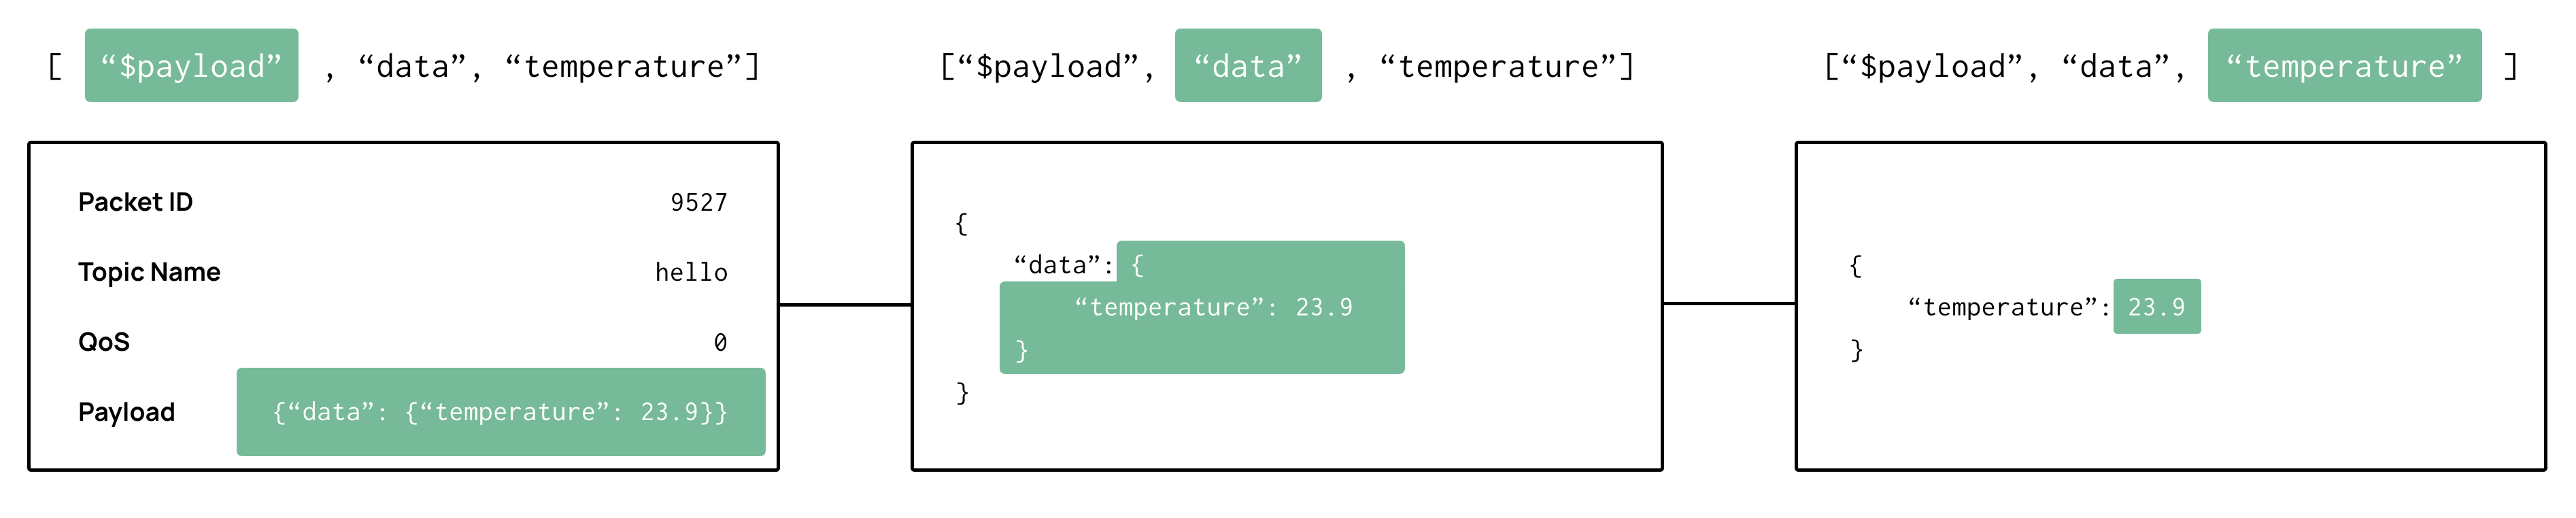 [ “$payload” , “data”, “temperature”]
Packet ID 9527
Topic Name hello
QoS 0
Payload {“data”: {“temperature”: 23.9}}
[“$payload”, “data” , “temperature”]
{
“data”: {
“temperature”: 23.9
}
}
[“$payload”, “data”, “temperature” ]
{
“temperature”: 23.9
}